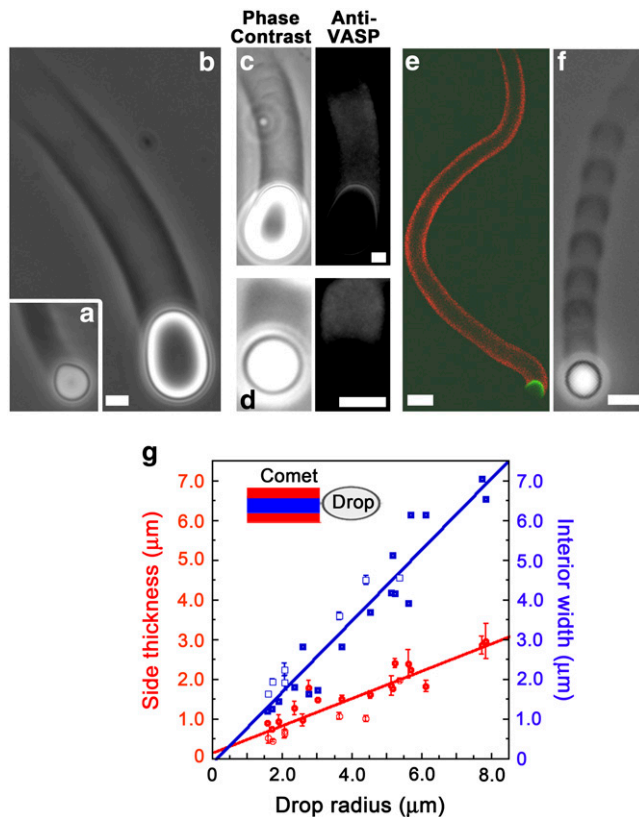 Phase Contrast
Anti-VASP
a
b
c
d
e
f
g
Comet
Drop
Side thickness (μm)
7.0
6.0
5.0
4.0
3.0
2.0
1.0
0
Interior width (μm)
7.0
6.0
5.0
4.0
3.0
2.0
1.0
0
0
2.0
4.0
6.0
8.0
Drop radius (μm)